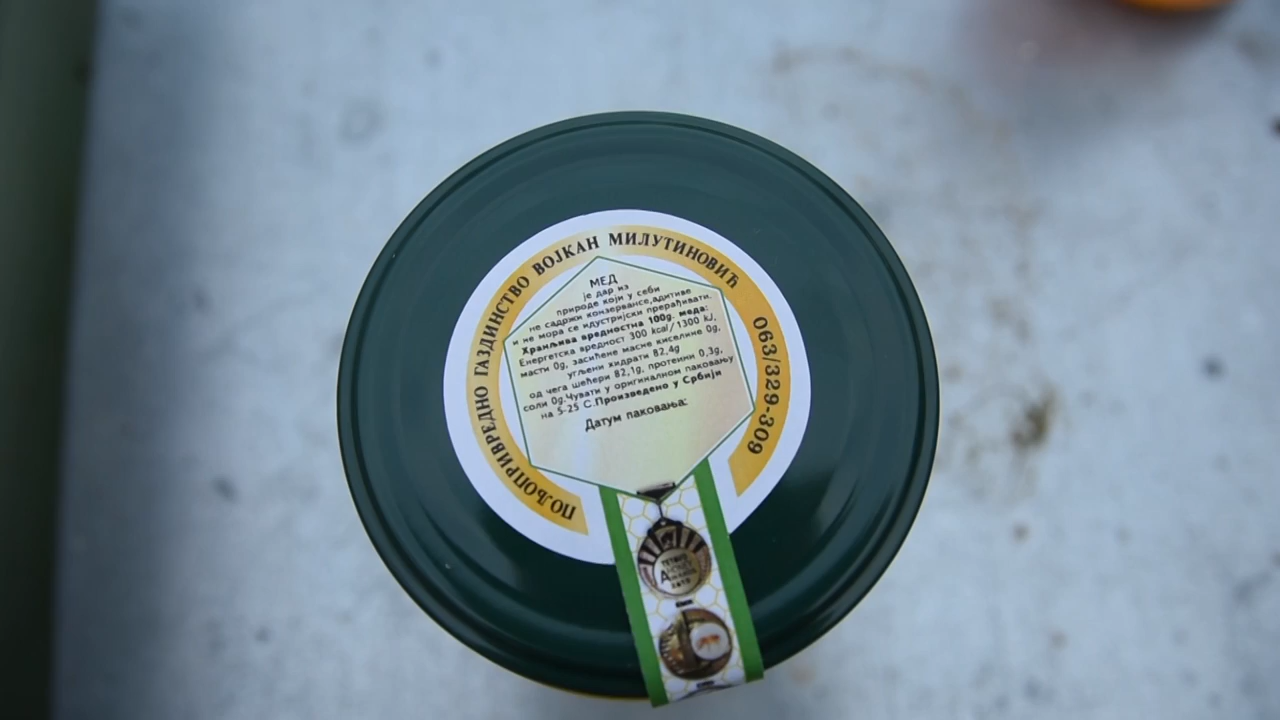 ПОЉОПРИВРЕДНО ГАЗДИНСТВО ВОЈКАН МИЛУТИНОВИЋ 063/329-309
МЕД
је дар из
природе који у себи
не садржи конзервансе,адитиве
и не мора се идустријски прерађивати.
Хранљива вредностна 100g. меда:
Енергетска вредност 300 kcal/1300 kJ,
масти 0g, засићене масне киселине 0g,
угљени хидрати 82,4g
од чега шећери 82,1g, протеини 0,3g,
соли 0g.Чувати у оригиналном паковању
на 5-25 C.Произведено у Србији
Датум паковања: